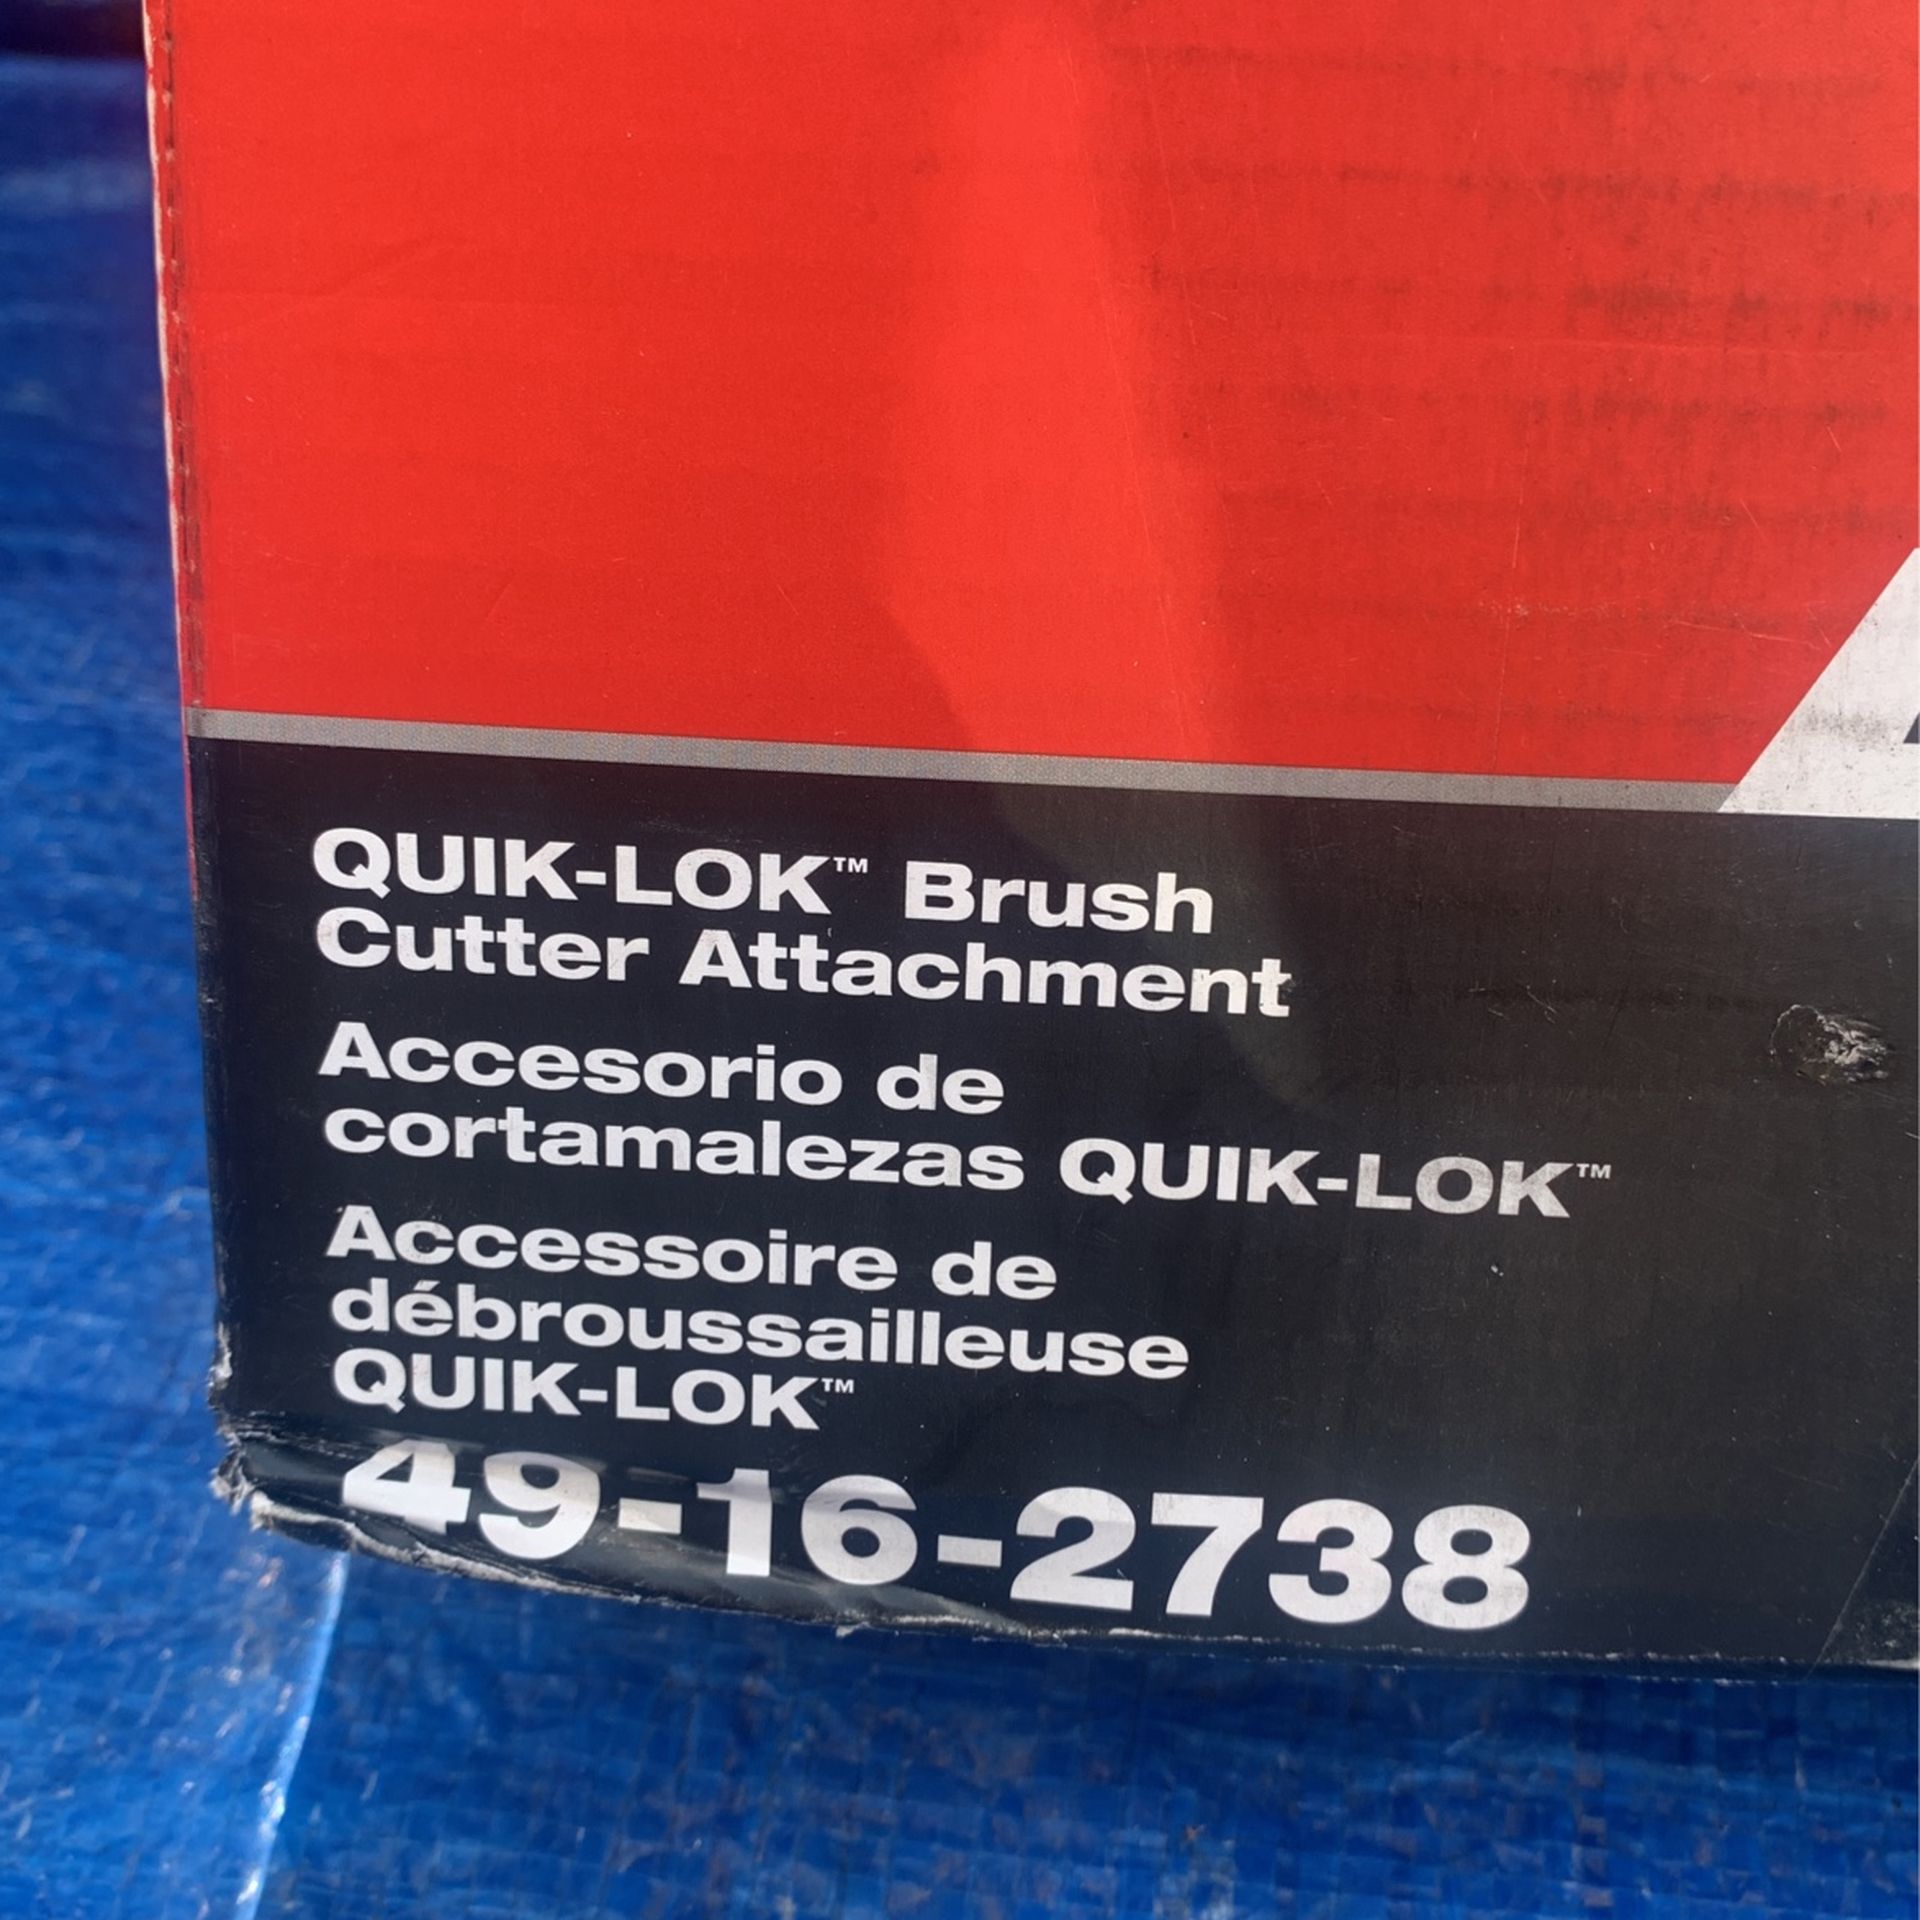 QUIK-LOK™ Brush
Cutter Attachment
Accesorio de
cortamalezas QUIK-LOK™
Accessoire de
débroussailleuse
QUIK-LOK™
49-16-2738